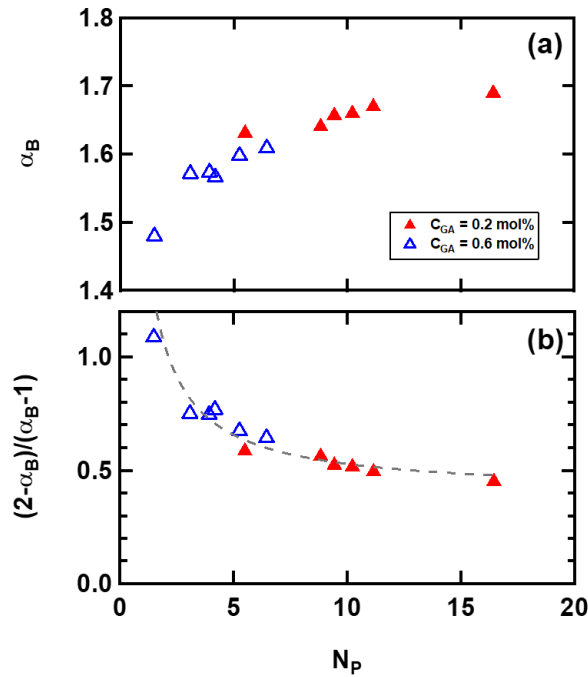 (a)
1.8
1.7
1.6
1.5
1.4
α_B
C_GA = 0.2 mol%
C_GA = 0.6 mol%
(b)
1.0
0.5
0.0
(2-α_B)/(α_B-1)
0 5 10 15 20
N_P